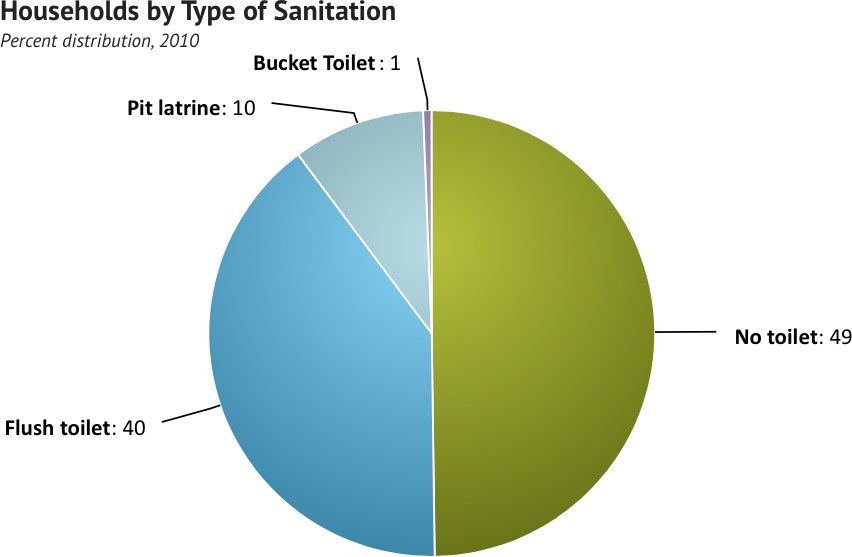 Households by Type of Sanitation
Percent distribution, 2010
Bucket Toilet : 1
Pit latrine: 10
No toilet: 49
Flush toilet: 40